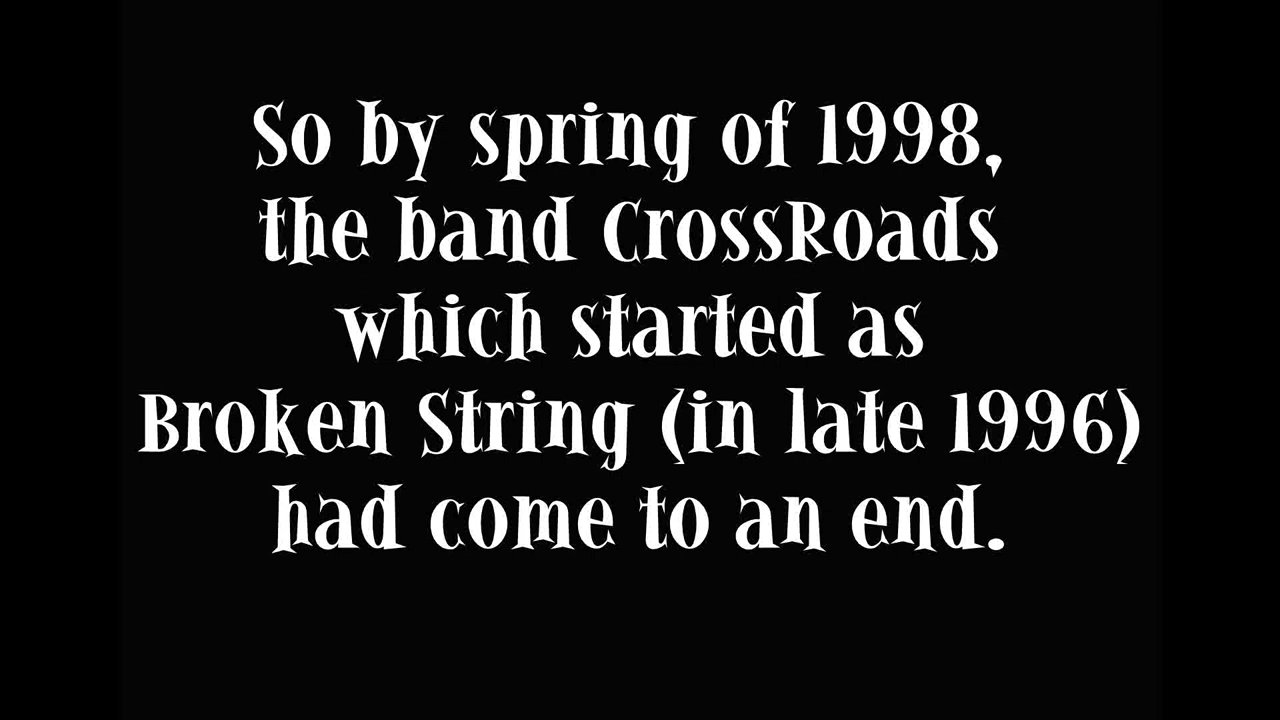 So by spring of 1998,
the band CrossRoads
which started as
Broken String (in late 1996)
had come to an end.